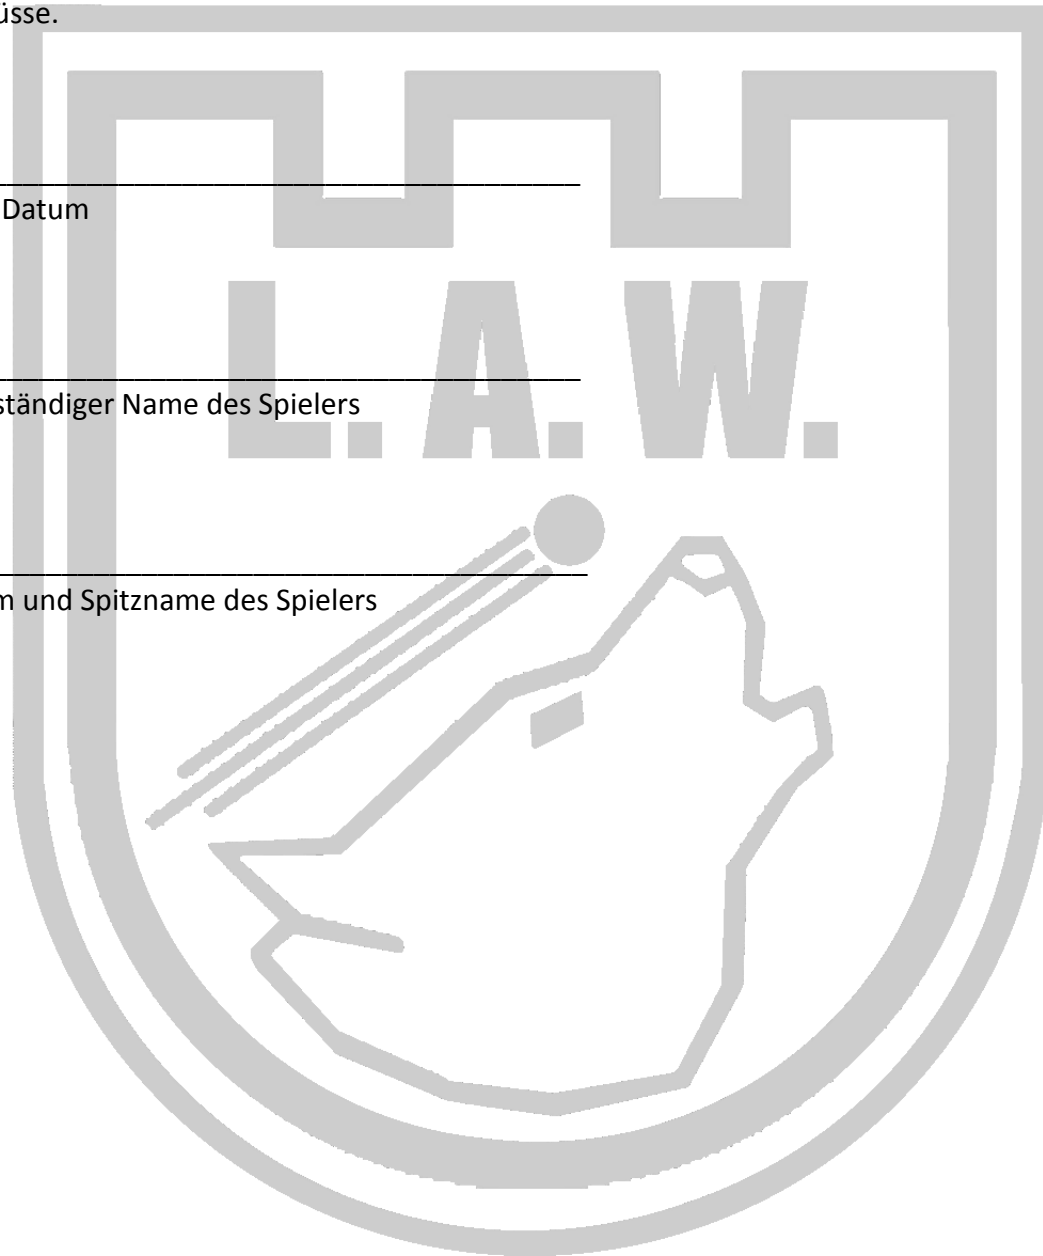 üsse.
Datum
L. A. W.
ständiger Name des Spielers
und Spitzname des Spielers